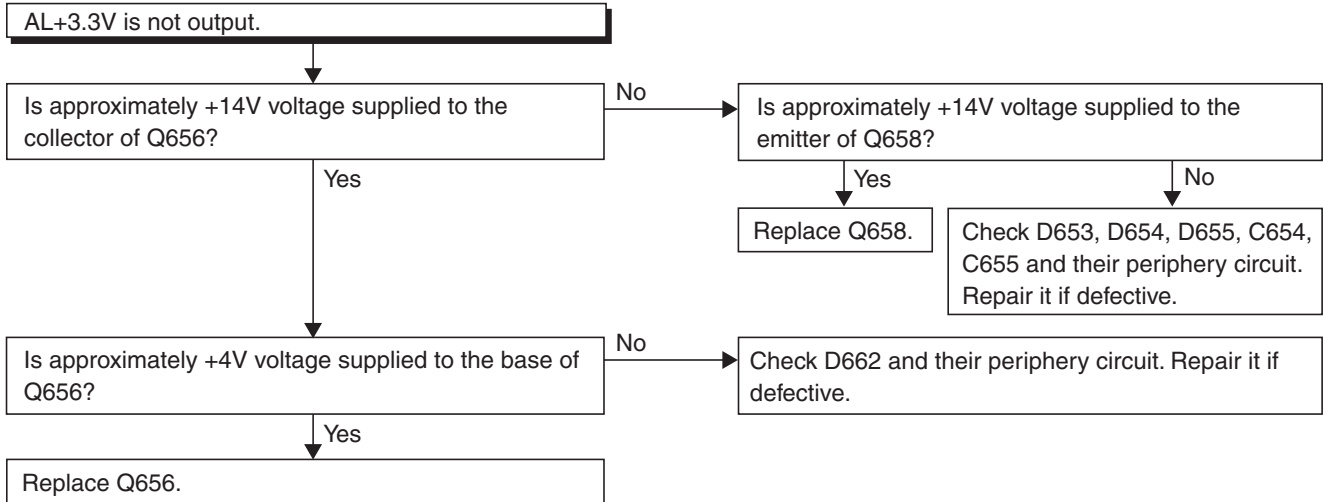 AL+3.3V is not output.
Is approximately +14V voltage supplied to the
collector of Q656?
No
Is approximately +14V voltage supplied to the
emitter of Q658?
Yes
Yes
No
Replace Q658.
Check D653, D654, D655, C654,
C655 and their periphery circuit.
Repair it if defective.
Is approximately +4V voltage supplied to the base of
Q656?
No
Check D662 and their periphery circuit. Repair it if
defective.
Yes
Replace Q656.